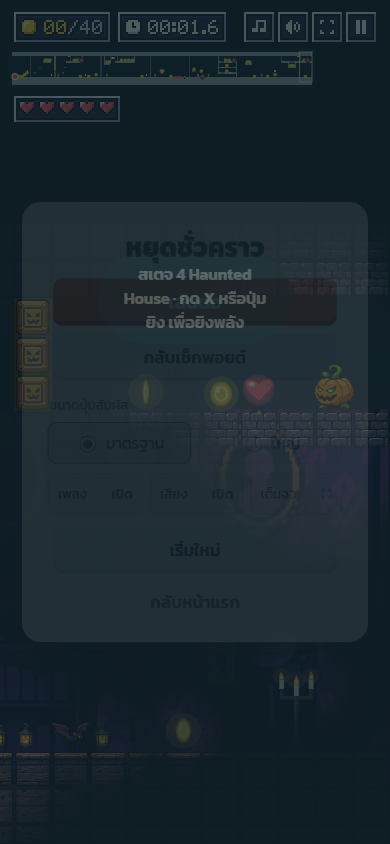 00/40
00:01.6
หยุดชั่วคราว
สเตจ 4 Haunted
House · กด X หรือปุ่ม
ยิง เพื่อยิงพลัง
กลับเช็กพอยต์
ขนาดปุ่มสัมผัส
มาตรฐาน
ใหญ่
เพลง เปิด เสียง เปิด
เริ่มใหม่
กลับหน้าแรก